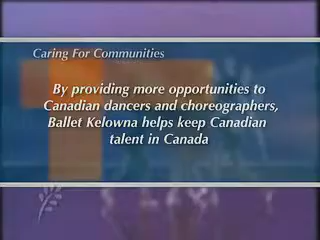 Caring For Communities
By providing more opportunities to
Canadian dancers and choreographers,
Ballet Kelowna helps keep Canadian
talent in Canada